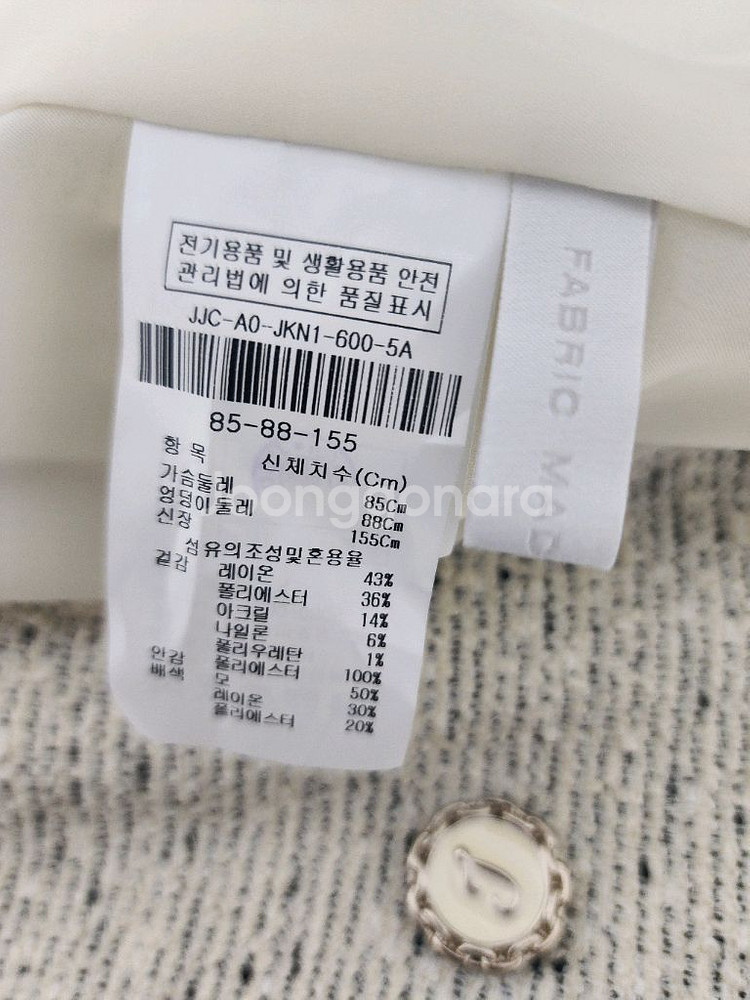 전기용품 및 생활용품 안전
관리법에 의한 품질표시
JJC-A0-JKN1-600-5A
85-88-155
항 목 신체치수(Cm)
가슴둘레 85Cm
엉덩이둘레 88Cm
신장 155Cm
섬유의조성및혼용율
겉감 레이온 43%
폴리에스터 36%
아크릴 14%
나일론 6%
폴리우레탄 1%
안감 폴리에스터 100%
배색 모 50%
레이온 30%
폴리에스터 20%
FABRIC MAD
joonggonara